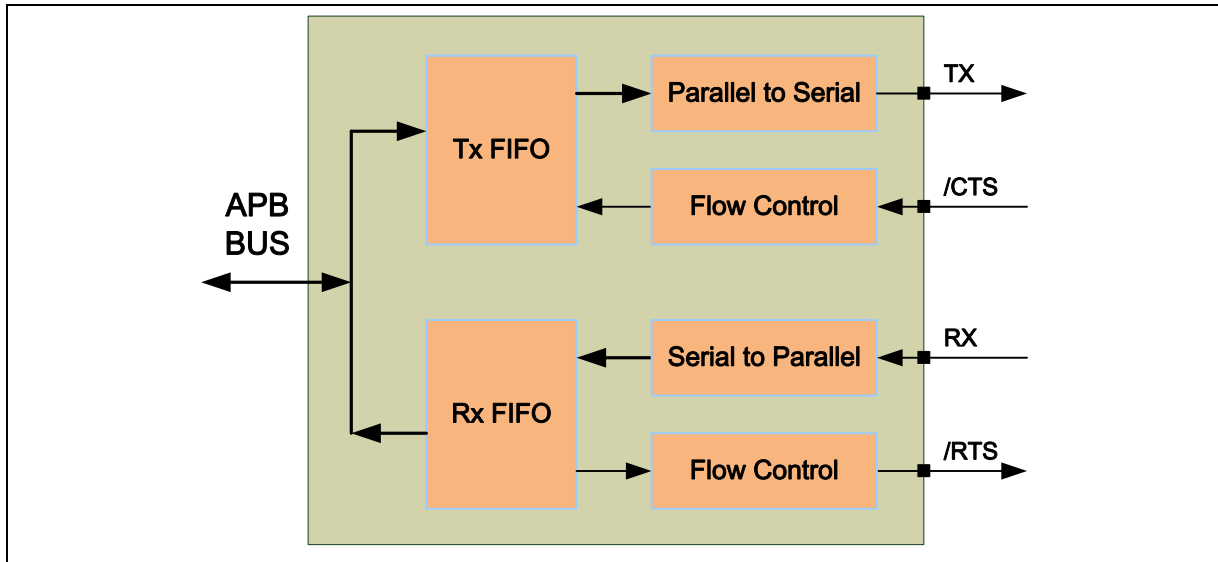 APB
BUS
Tx FIFO
Parallel to Serial
TX
Flow Control
/CTS
Rx FIFO
Serial to Parallel
RX
Flow Control
/RTS